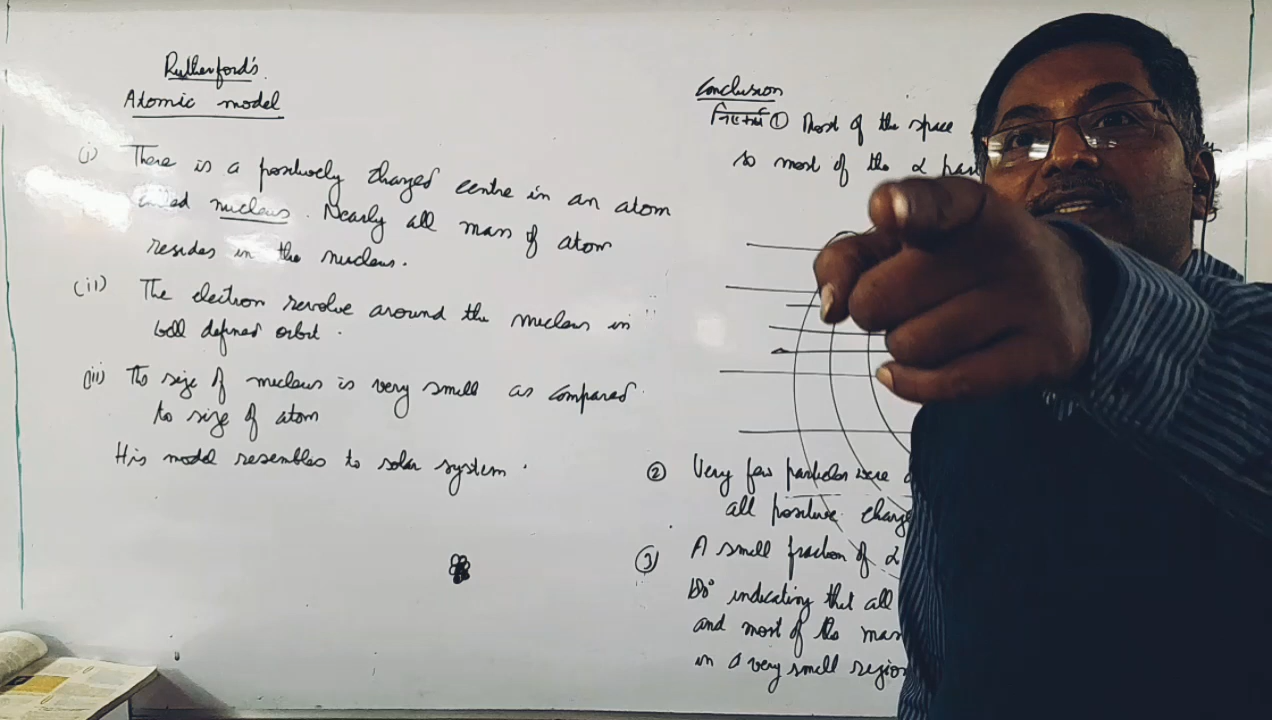 Rutherford's
Atomic model
(i) There is a positively charged centre in an atom
called nucleus. Nearly all mass of atom
resides in the nucleus.
(ii) The electron revolve around the nucleus in
well defined orbit.
(iii) The size of nucleus is very small as compared
to size of atom
His model resembles to solar system.
Conclusion
निष्कर्ष ① Most of the space
so most of the α
② Very few particles were
all positive
③ A small fraction of α
180° indicating that all
and most of the
in a very small region